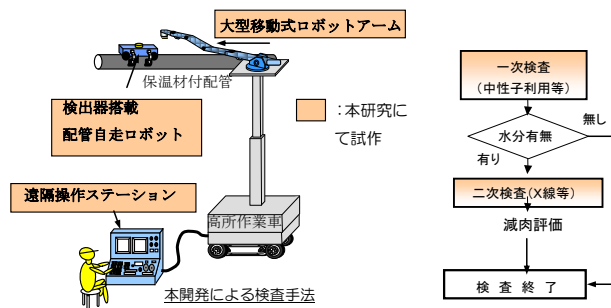 大型移動式ロボットアーム
保温材付配管
検出器搭載
配管自走ロボット
:本研究に
て試作
遠隔操作ステーション
高所作業車
本開発による検査手法
一次検査
(中性子利用等)
無し
水分有無
有り
二次検査(X線等)
減肉評価
検 査 終 了